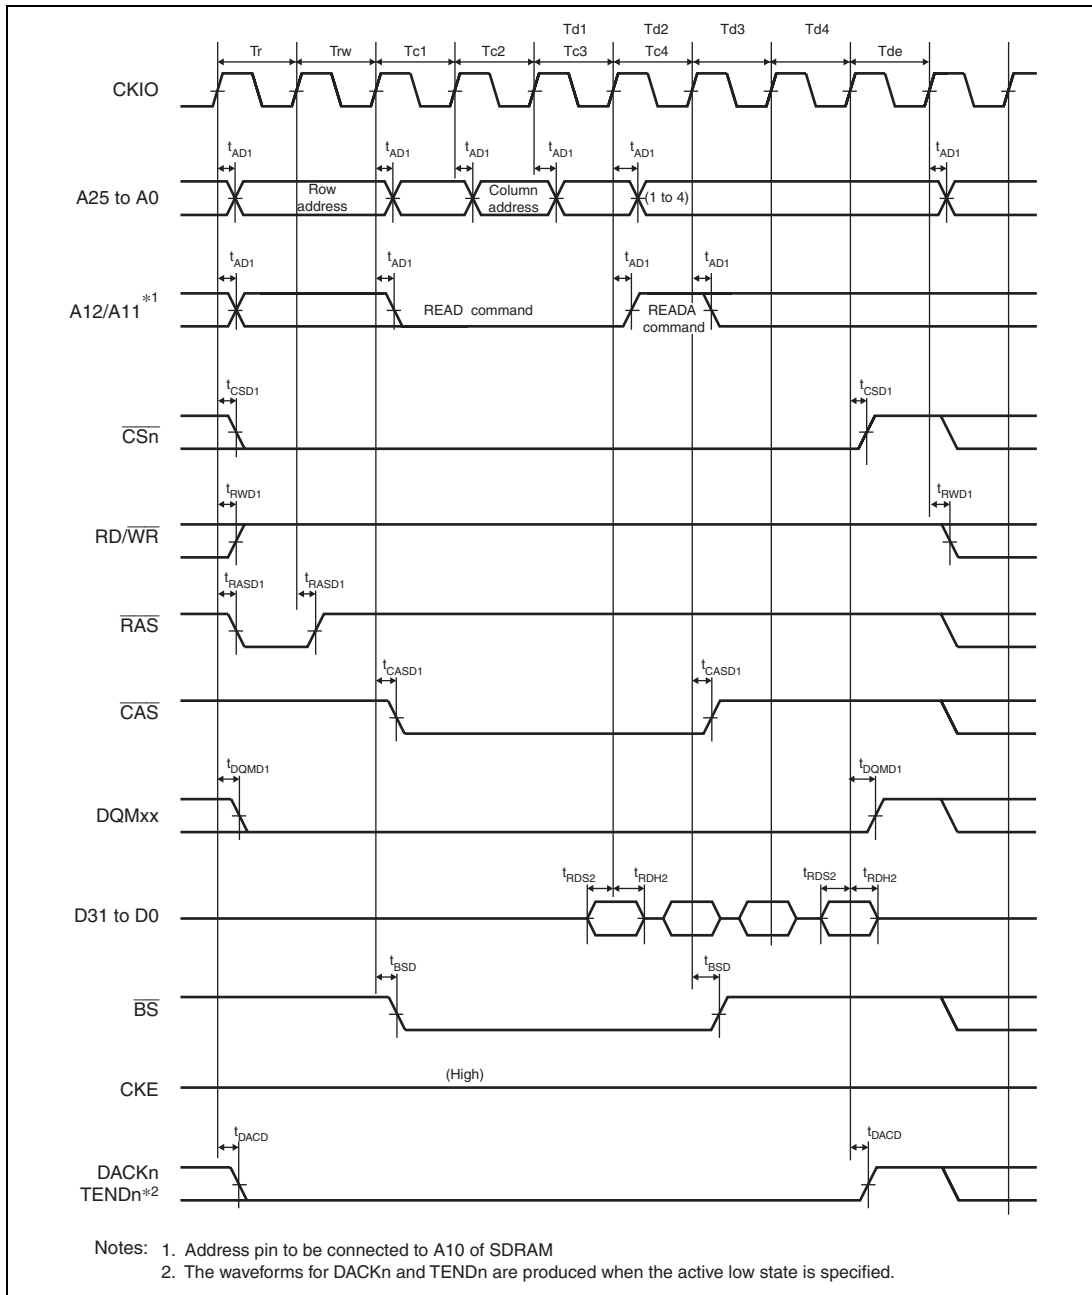 Td1 Td2 Td3 Td4
Tr Trw Tc1 Tc2 Tc3 Tc4 Tde
CKIO
tAD1 tAD1 tAD1 tAD1 tAD1 tAD1
A25 to A0
Row address
Column address
(1 to 4)
tAD1 tAD1 tAD1 tAD1
A12/A11*1
READ command
READA command
tCSD1 tCSD1
CSn
tRWD1 tRWD1
RD/WR
tRASD1 tRASD1
RAS
tCASD1 tCASD1
CAS
tDQMD1 tDQMD1
DQMxx
tRDS2 tRDH2 tRDS2 tRDH2
D31 to D0
tBSD tBSD
BS
(High)
CKE
tDACD tDACD
DACKn
TENDn*2
Notes: 1. Address pin to be connected to A10 of SDRAM
2. The waveforms for DACKn and TENDn are produced when the active low state is specified.